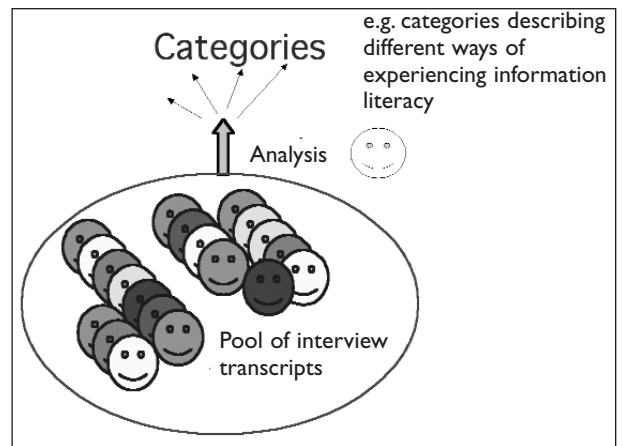 Categories
e.g. categories describing
different ways of
experiencing information
literacy
Analysis
Pool of interview
transcripts